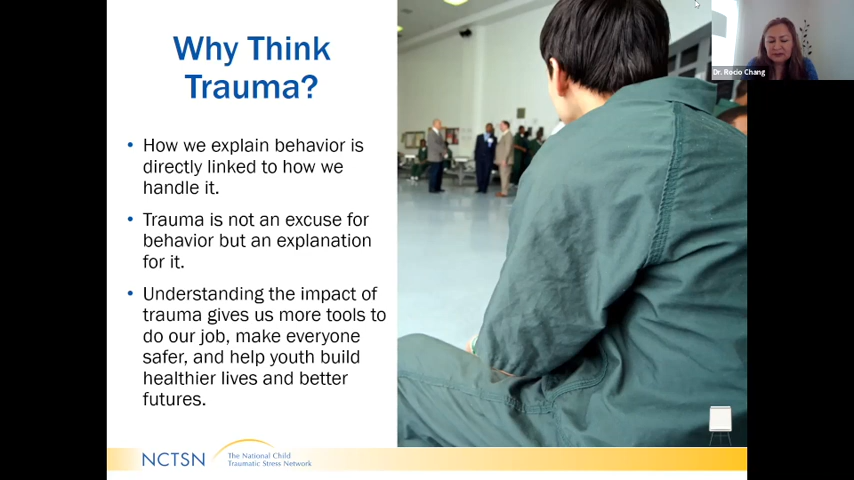 Why Think
Trauma?
• How we explain behavior is
directly linked to how we
handle it.
• Trauma is not an excuse for
behavior but an explanation
for it.
• Understanding the impact of
trauma gives us more tools to
do our job, make everyone
safer, and help youth build
healthier lives and better
futures.
NCTSN
The National Child
Traumatic Stress Network
Dr. Rocio Chang